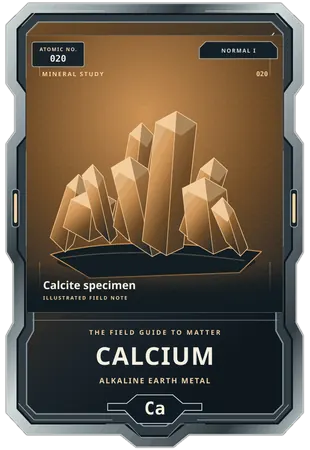 ATOMIC NO.
020
NORMAL I
MINERAL STUDY
020
Calcite specimen
ILLUSTRATED FIELD NOTE
THE FIELD GUIDE TO MATTER
CALCIUM
ALKALINE EARTH METAL
Ca